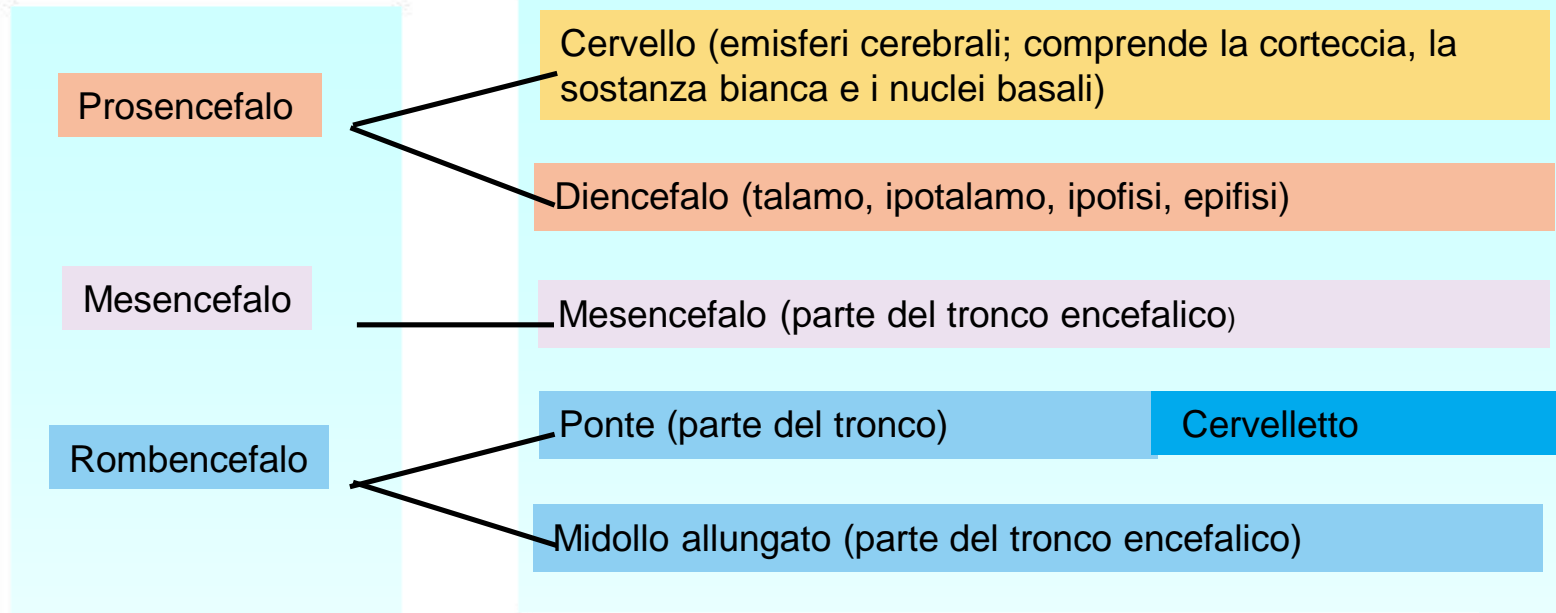 Prosencefalo
Cervello (emisferi cerebrali; comprende la corteccia, la
sostanza bianca e i nuclei basali)
Diencefalo (talamo, ipotalamo, ipofisi, epifisi)
Mesencefalo
Mesencefalo (parte del tronco encefalico)
Rombencefalo
Ponte (parte del tronco)
Cervelletto
Midollo allungato (parte del tronco encefalico)